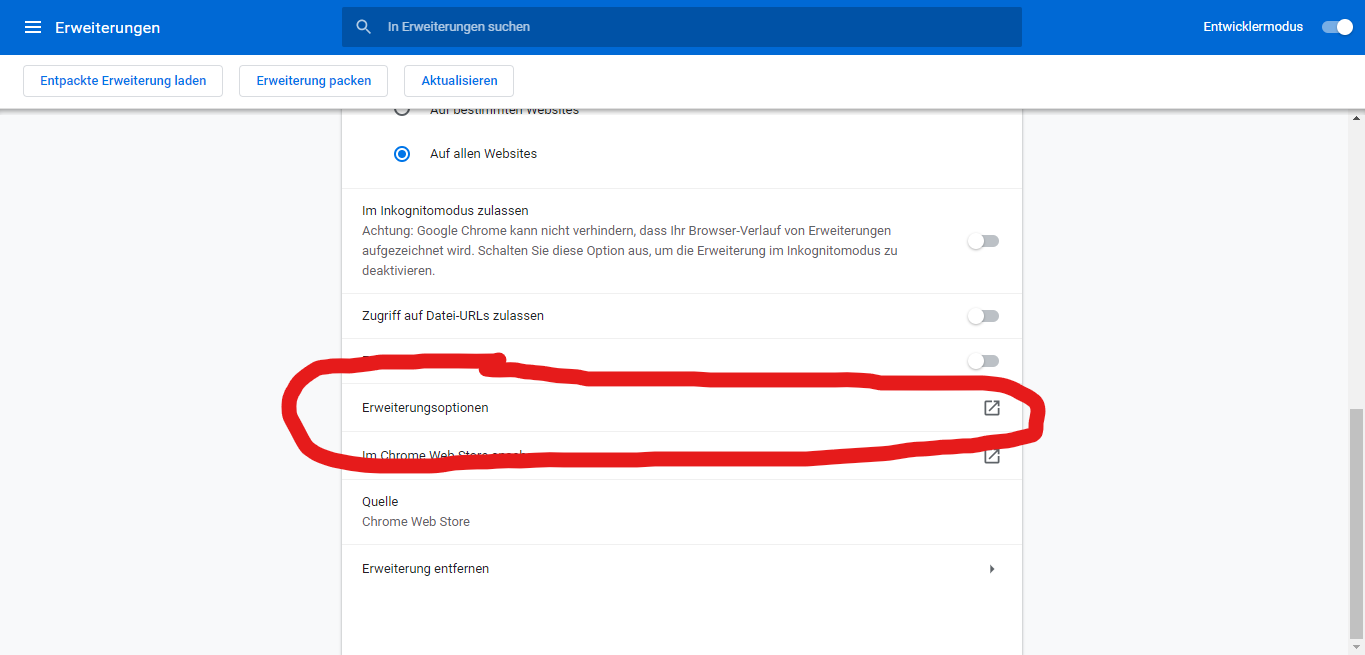 Erweiterungen
In Erweiterungen suchen
Entwicklermodus
Entpackte Erweiterung laden
Erweiterung packen
Aktualisieren
Auf bestimmten Websites
Auf allen Websites
Im Inkognitomodus zulassen
Achtung: Google Chrome kann nicht verhindern, dass Ihr Browser-Verlauf von Erweiterungen
aufgezeichnet wird. Schalten Sie diese Option aus, um die Erweiterung im Inkognitomodus zu
deaktivieren.
Zugriff auf Datei-URLs zulassen
Erweiterungsoptionen
Im Chrome Web Store
Quelle
Chrome Web Store
Erweiterung entfernen